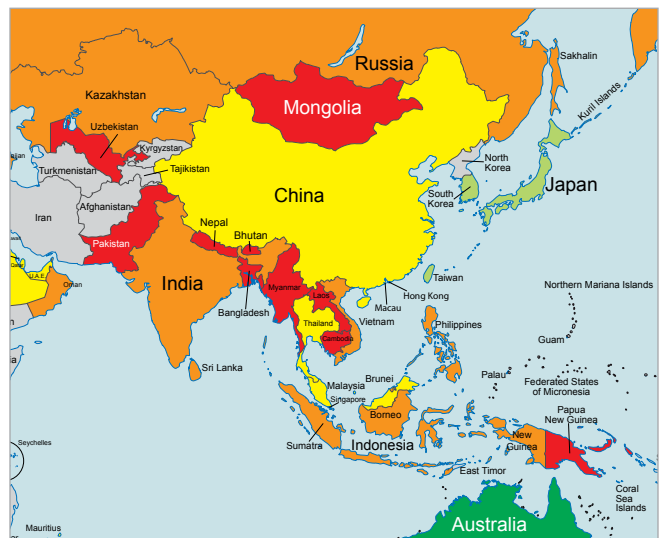 Russia
Sakhalin
Kazakhstan
Kuril Islands
Mongolia
Uzbekistan
Kyrgyzstan
North
Korea
Turkmenistan
Tajikistan
South
Korea
Japan
China
Afghanistan
Iran
Nepal
Bhutan
Pakistan
U.A.E.
Oman
India
Taiwan
Myanmar
Laos
Hong Kong
Macau
Northern Mariana Islands
Bangladesh
Thailand
Vietnam
Philippines
Cambodia
Guam
Sri Lanka
Palau
Federated States
of Micronesia
Malaysia
Brunei
Singapore
Borneo
Papua
New Guinea
New
Guinea
Sumatra
Indonesia
Seychelles
East Timor
Coral
Sea
Islands
Australia
Mauritius